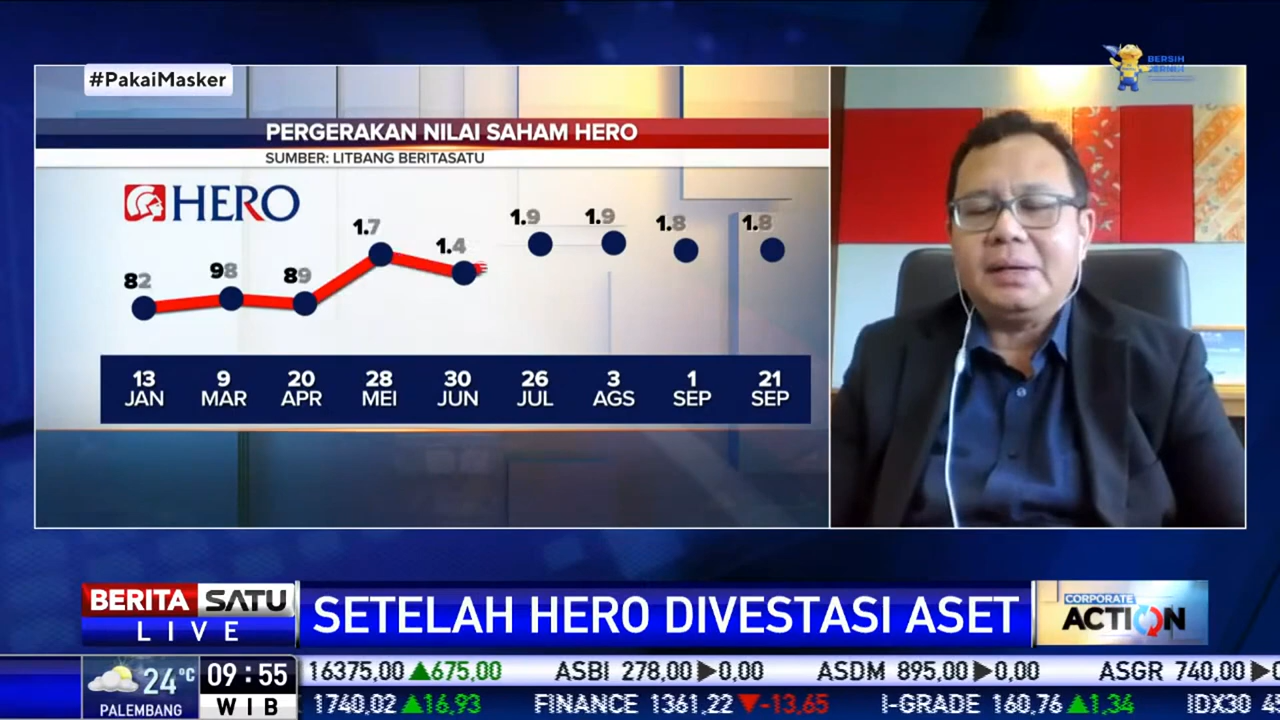 #PakaiMasker
BERSIH
PERGERAKAN NILAI SAHAM HERO
SUMBER: LITBANG BERITASATU
HERO
82
98
89
1.7
1.4
1.9
1.9
1.8
1.8
13 9 20 28 30 26 3 1 21
JAN MAR APR MEI JUN JUL AGS SEP SEP
BERITA SATU
LIVE
SETELAH HERO DIVESTASI ASET
CORPORATE
ACTION
24°C
PALEMBANG
09:55
WIB
16375,00 ▲675,00 ASBI 278,00 ▶0,00 ASDM 895,00 ▶0,00 ASGR 740,00 ▶
1740,02 ▲16,93 FINANCE 1361,22 ▼-13,65 I-GRADE 160,76 ▲1,34 IDX30